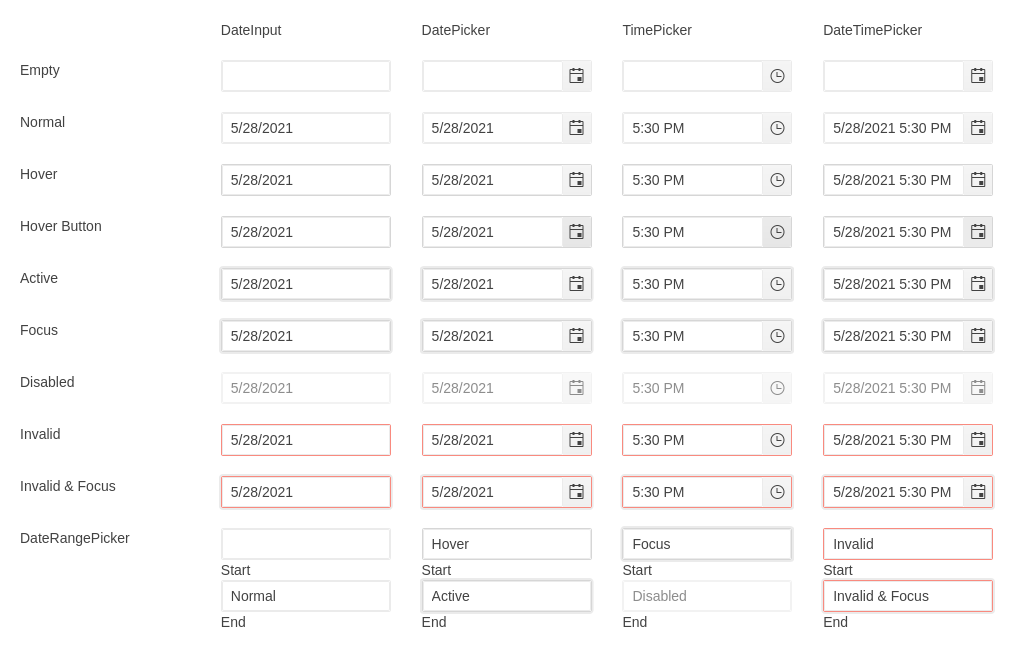 DateInput DatePicker TimePicker DateTimePicker
Empty
Normal 5/28/2021 5/28/2021 5:30 PM 5/28/2021 5:30 PM
Hover 5/28/2021 5/28/2021 5:30 PM 5/28/2021 5:30 PM
Hover Button 5/28/2021 5/28/2021 5:30 PM 5/28/2021 5:30 PM
Active 5/28/2021 5/28/2021 5:30 PM 5/28/2021 5:30 PM
Focus 5/28/2021 5/28/2021 5:30 PM 5/28/2021 5:30 PM
Disabled 5/28/2021 5/28/2021 5:30 PM 5/28/2021 5:30 PM
Invalid 5/28/2021 5/28/2021 5:30 PM 5/28/2021 5:30 PM
Invalid & Focus 5/28/2021 5/28/2021 5:30 PM 5/28/2021 5:30 PM
DateRangePicker Hover Focus Invalid
Start Start Start Start
Normal Active Disabled Invalid & Focus
End End End End